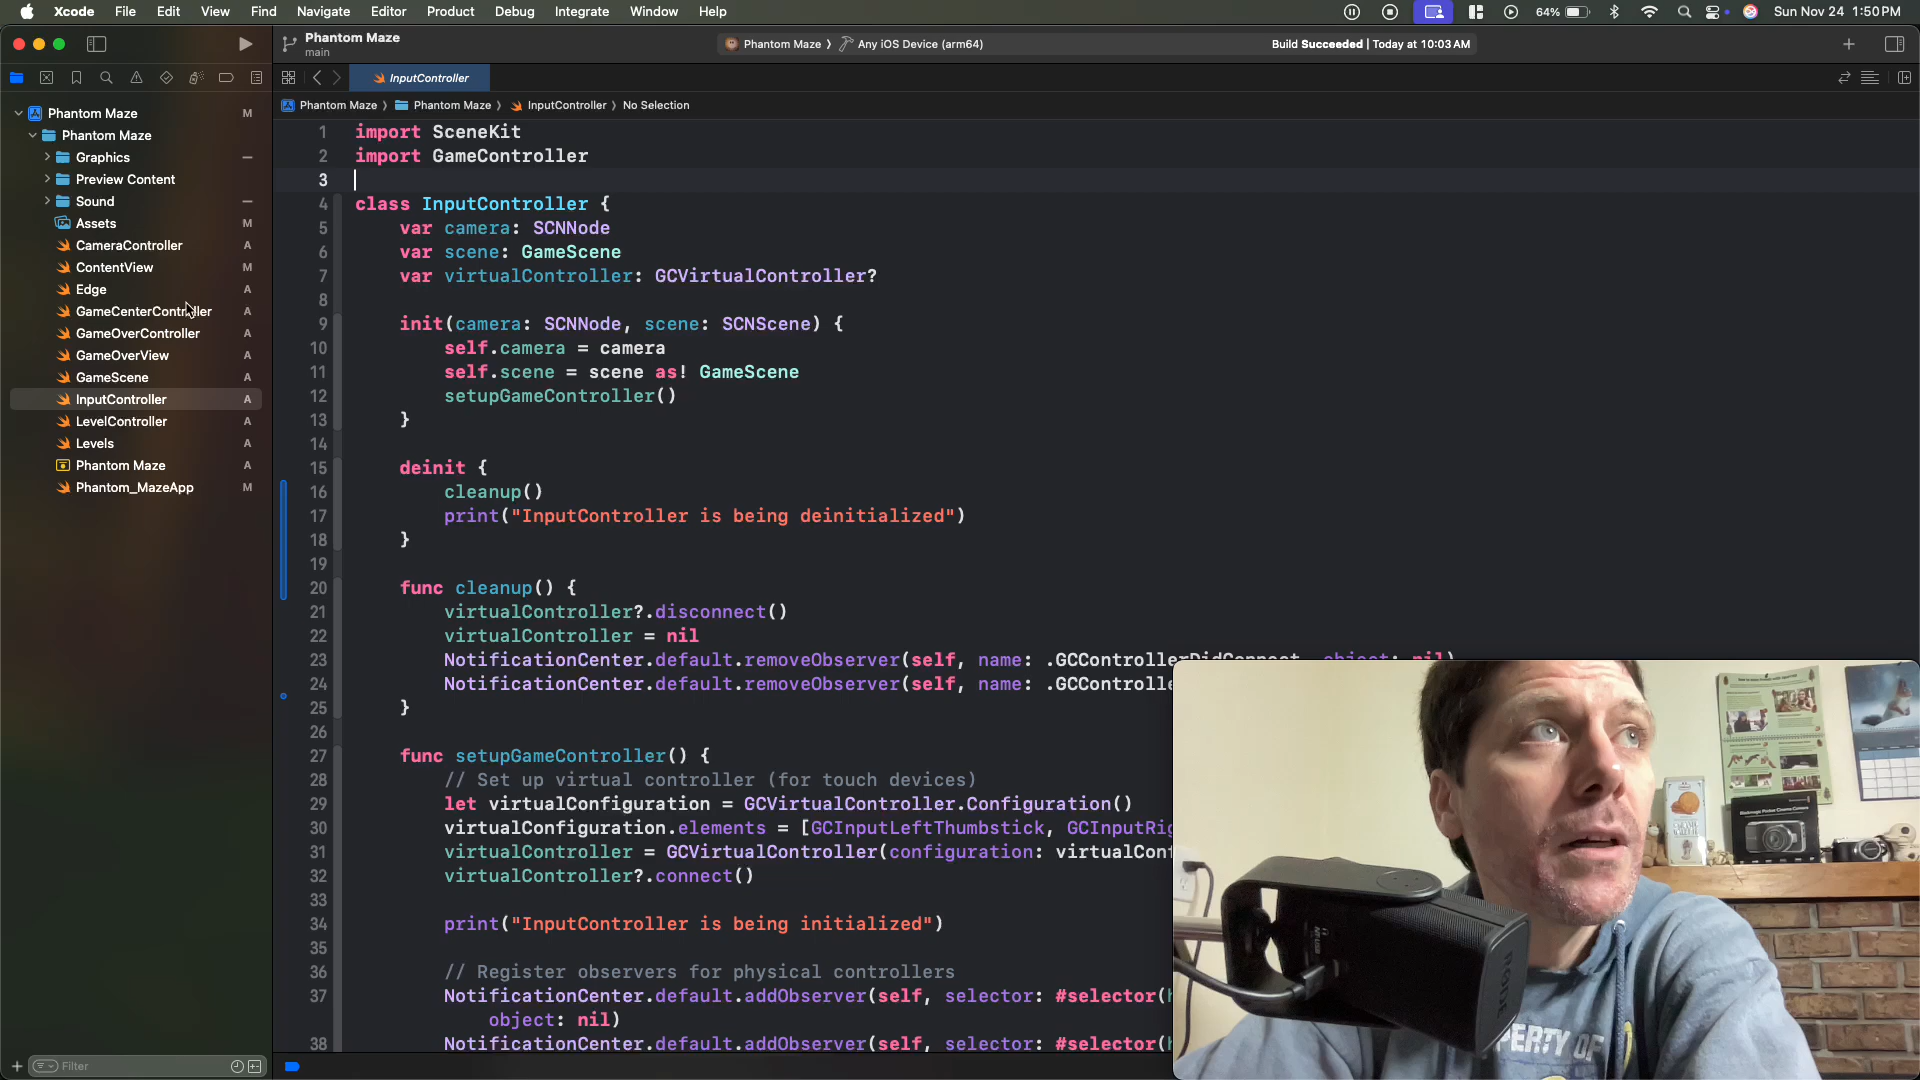 Xcode File Edit View Find Navigate Editor Product Debug Integrate Window Help
64% Sun Nov 24 1:50 PM
Phantom Maze
main
Phantom Maze Any iOS Device (arm64)
Build Succeeded | Today at 10:03 AM
InputController
Phantom Maze Phantom Maze InputController No Selection
Phantom Maze M
Phantom Maze
Graphics
Preview Content
Sound
Assets M
CameraController A
ContentView M
Edge A
GameCenterController A
GameOverController A
GameOverView A
GameScene A
InputController A
LevelController A
Levels A
Phantom Maze A
Phantom_MazeApp M
Filter
1 import SceneKit
2 import GameController
3
4 class InputController {
5 var camera: SCNNode
6 var scene: GameScene
7 var virtualController: GCVirtualController?
8
9 init(camera: SCNNode, scene: SCNScene) {
10 self.camera = camera
11 self.scene = scene as! GameScene
12 setupGameController()
13 }
14
15 deinit {
16 cleanup()
17 print("InputController is being deinitialized")
18 }
19
20 func cleanup() {
21 virtualController?.disconnect()
22 virtualController = nil
23 NotificationCenter.default.removeObserver(self, name: .GCControllerDidConnect, object: nil)
24 NotificationCenter.default.removeObserver(self, name: .GCControlle
25 }
26
27 func setupGameController() {
28 // Set up virtual controller (for touch devices)
29 let virtualConfiguration = GCVirtualController.Configuration()
30 virtualConfiguration.elements = [GCInputLeftThumbstick, GCInputRig
31 virtualController = GCVirtualController(configuration: virtualCon
32 virtualController?.connect()
33
34 print("InputController is being initialized")
35
36 // Register observers for physical controllers
37 NotificationCenter.default.addObserver(self, selector: #selector(
object: nil)
38 NotificationCenter.default.addObserver(self, selector: #selector(
RODE
PERTY OF